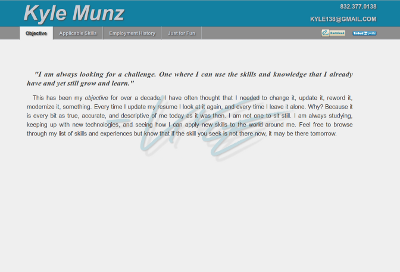 Kyle Munz
832.377.0138
KYLE138@GMAIL.COM
Objective
Applicable Skills
Employment History
Just for Fun
"I am always looking for a challenge. One where I can use the skills and knowledge that I already
have and yet still grow and learn."
This has been my objective for over a decade. I have often thought that I needed to change it, update it, reword it,
modernize it, something. Every time I update my resume I look at it again, and every time I leave it alone. Why? Because it
is every bit as true, accurate, and descriptive of me today as it was then. I am not one to sit still. I am always studying,
keeping up with new technologies, and seeing how I can apply new skills to the world around me. Feel free to browse
through my list of skills and experiences but know that if the skill you seek is not there now, it may be there tomorrow.